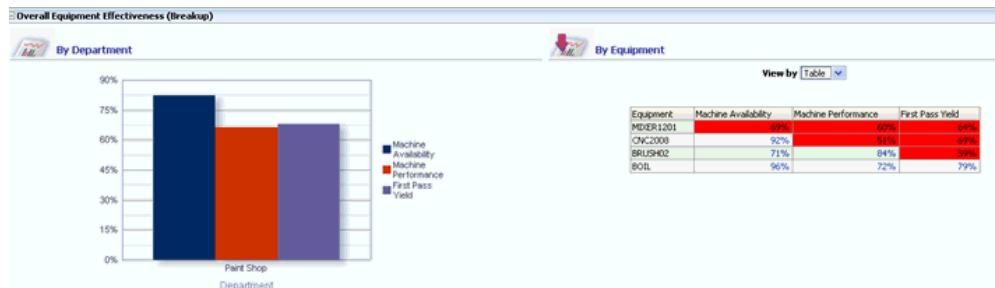 Overall Equipment Effectiveness (Breakup)
By Department
90%
75%
60%
45%
30%
15%
0%
Paint Shop
Department
Machine
Availability
Machine
Performance
First Pass
Yield
By Equipment
View by Table
Equipment Machine Availability Machine Performance First Pass Yield
MIXER1201 69% 60% 64%
CNC2008 92% 51% 69%
BRUSH02 71% 84% 59%
BOIL 96% 72% 79%